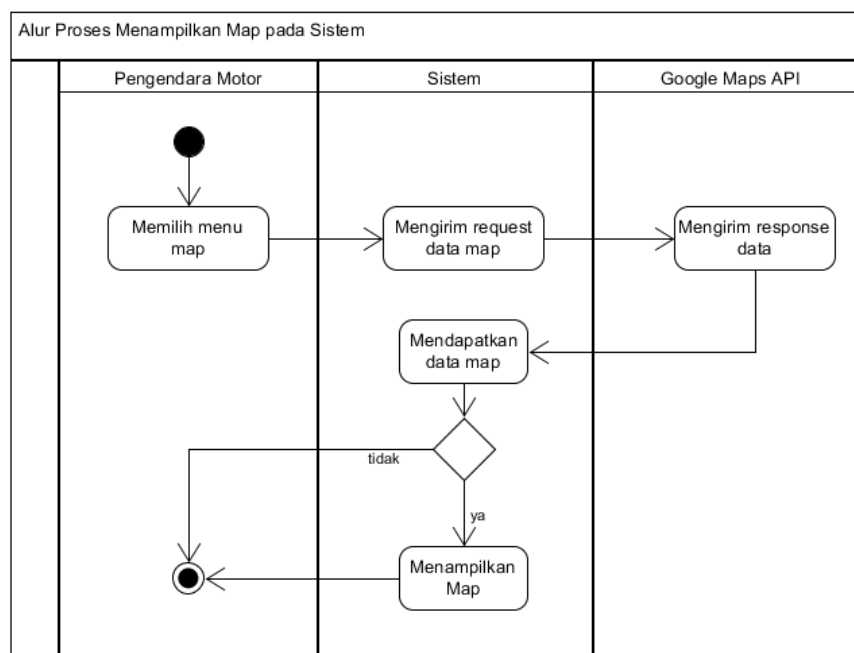 Alur Proses Menampilkan Map pada Sistem
Pengendara Motor
Sistem
Google Maps API
Memilih menu
map
Mengirim request
data map
Mengirim response
data
Mendapatkan
data map
tidak
ya
Menampilkan
Map